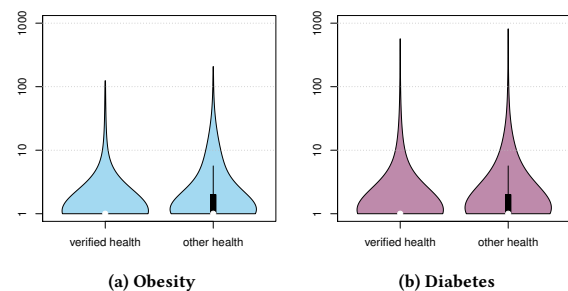 1000
100
10
1
verified health
other health
(a) Obesity
1000
100
10
1
verified health
other health
(b) Diabetes